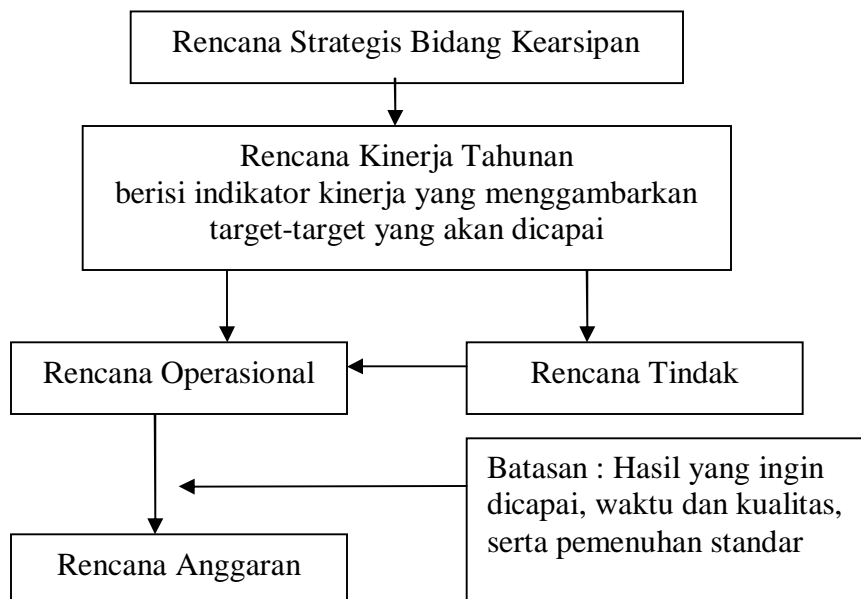 Rencana Strategis Bidang Kearsipan
Rencana Kinerja Tahunan
berisi indikator kinerja yang menggambarkan
target-target yang akan dicapai
Rencana Operasional
Rencana Tindak
Batasan : Hasil yang ingin
dicapai, waktu dan kualitas,
serta pemenuhan standar
Rencana Anggaran